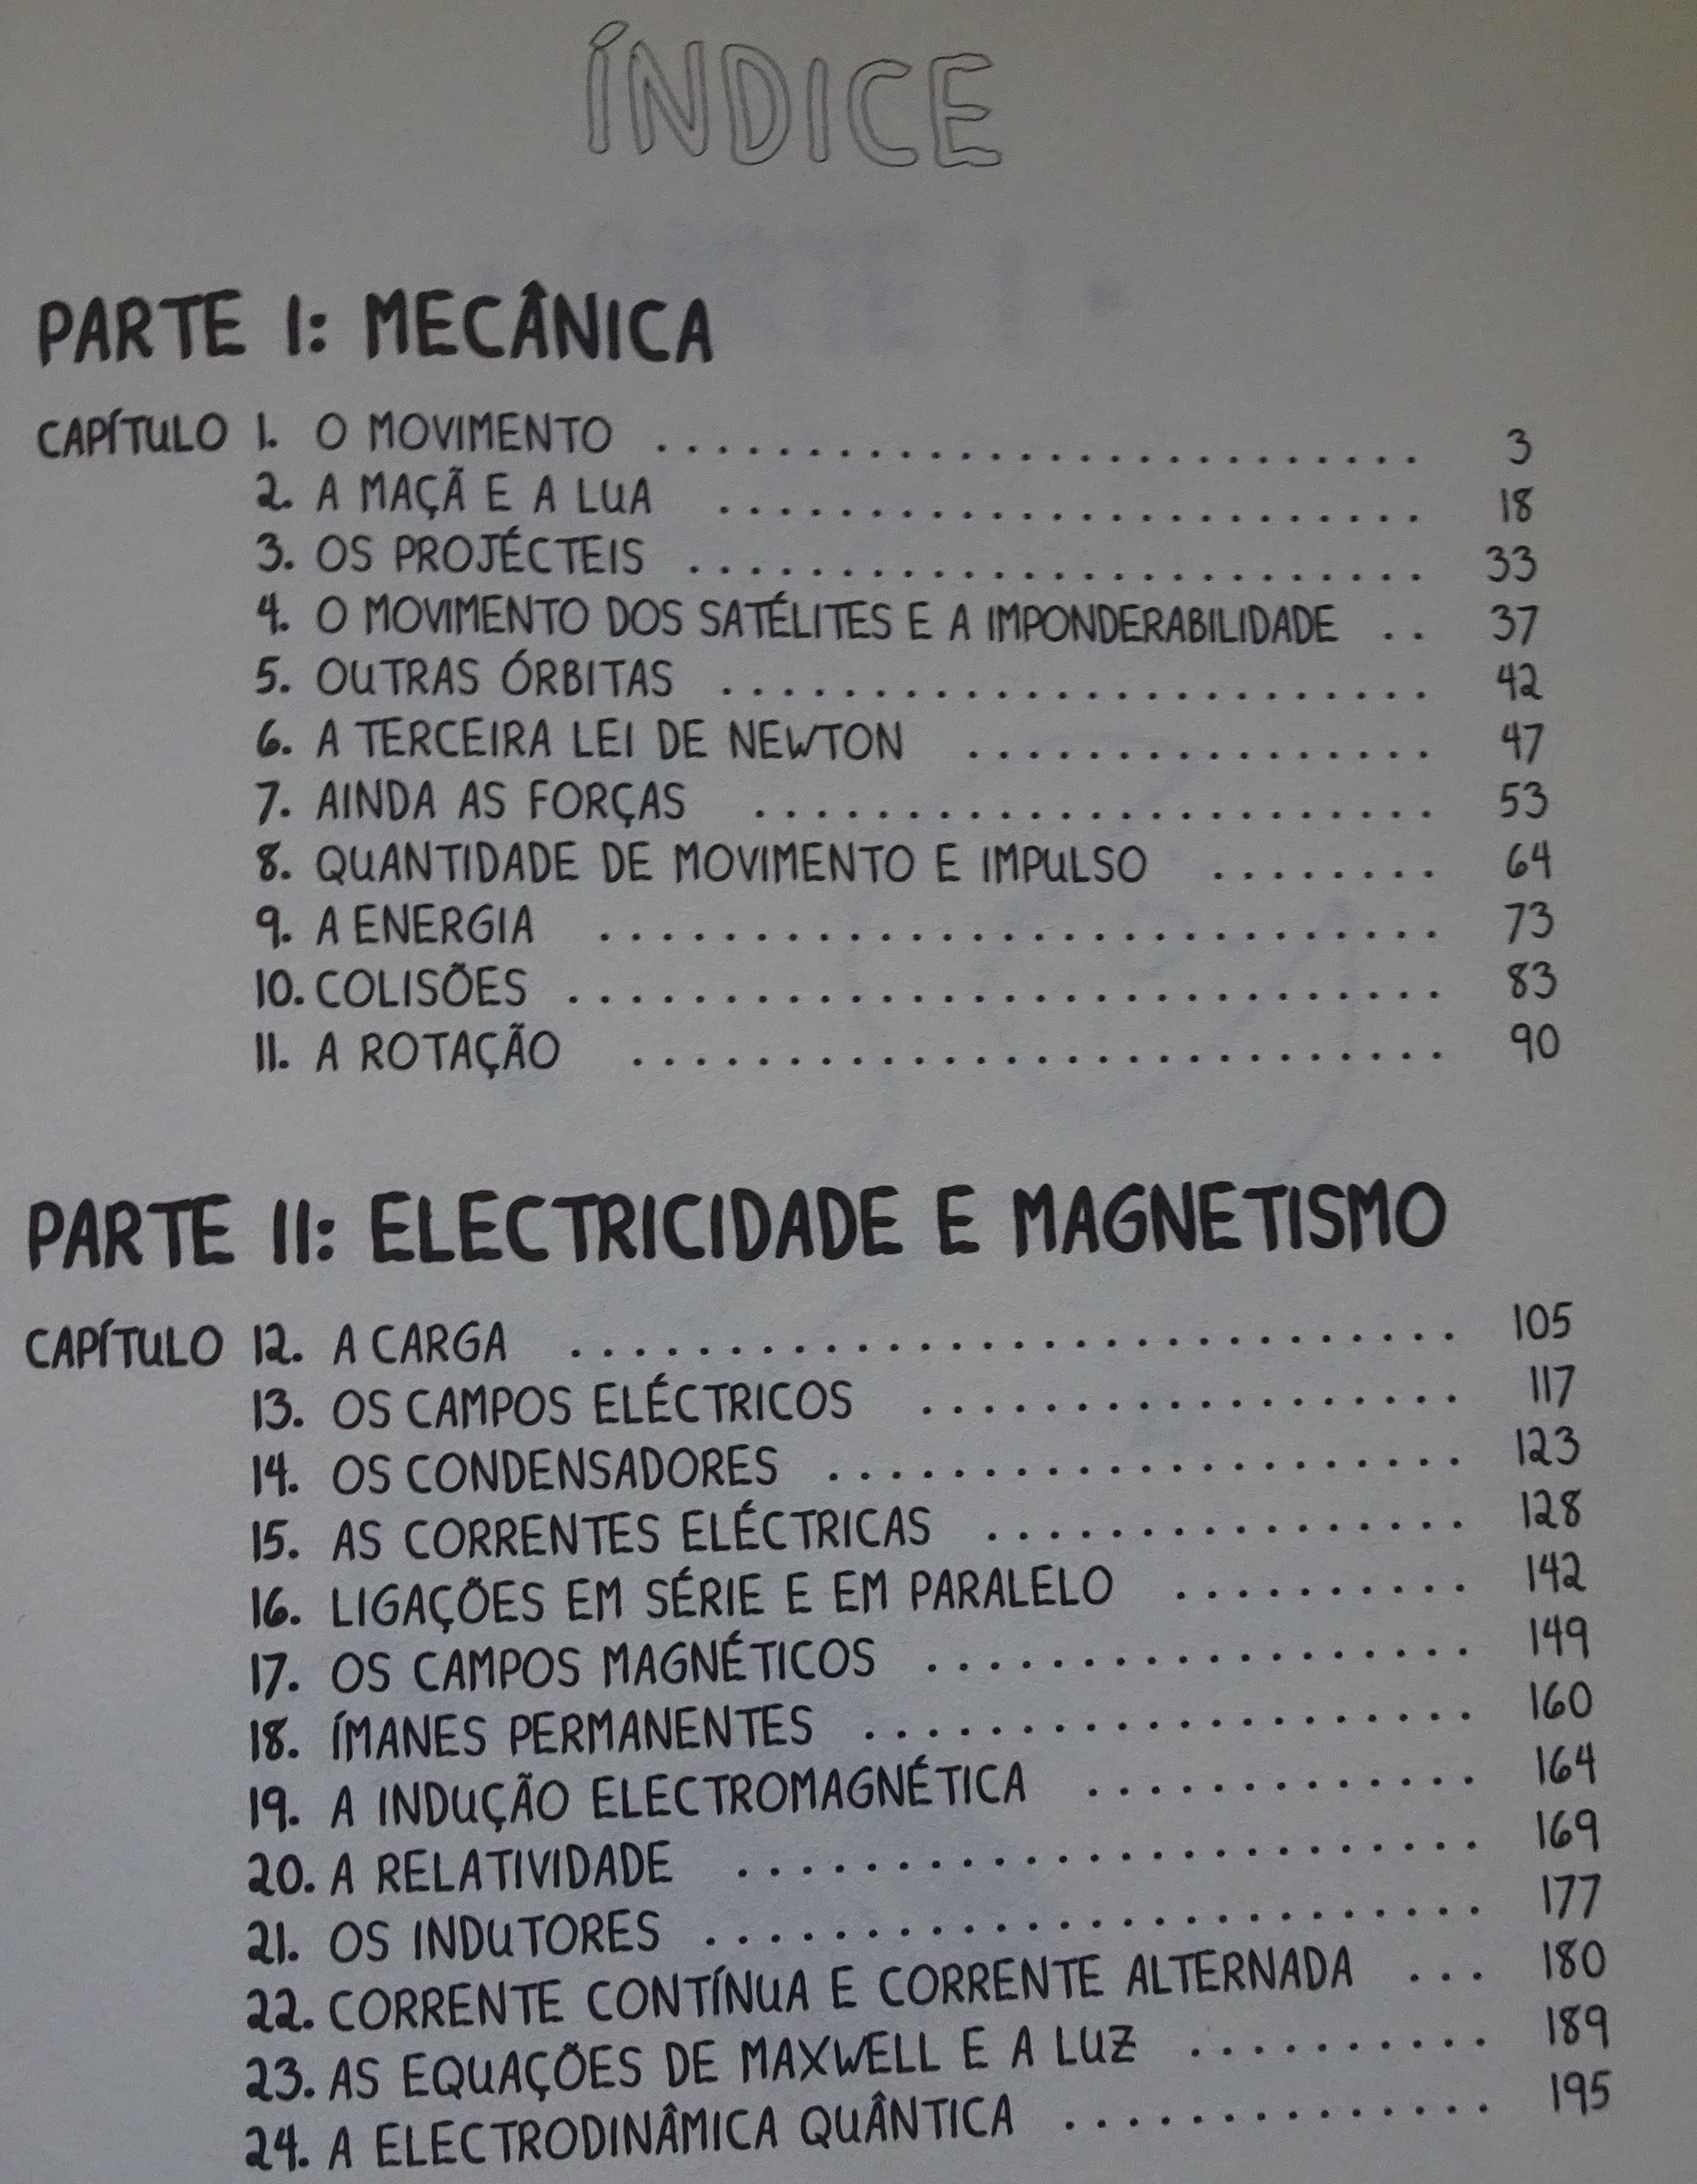 ÍNDICE
PARTE I: MECÂNICA
CAPÍTULO 1. O MOVIMENTO ......................... 3
2. A MAÇÃ E A LUA ....................... 18
3. OS PROJÉCTEIS ........................ 33
4. O MOVIMENTO DOS SATÉLITES E A IMPONDERABILIDADE .. 37
5. OUTRAS ÓRBITAS ....................... 42
6. A TERCEIRA LEI DE NEWTON ............... 47
7. AINDA AS FORÇAS ...................... 53
8. QUANTIDADE DE MOVIMENTO E IMPULSO ........ 64
9. A ENERGIA ........................... 73
10. COLISÕES ............................ 83
11. A ROTAÇÃO .......................... 90
PARTE II: ELECTRICIDADE E MAGNETISMO
CAPÍTULO 12. A CARGA ............................ 105
13. OS CAMPOS ELÉCTRICOS ................. 117
14. OS CONDENSADORES .................... 123
15. AS CORRENTES ELÉCTRICAS ............... 128
16. LIGAÇÕES EM SÉRIE E EM PARALELO .......... 142
17. OS CAMPOS MAGNÉTICOS ................. 149
18. ÍMANES PERMANENTES ................... 160
19. A INDUÇÃO ELECTROMAGNÉTICA ............. 164
20. A RELATIVIDADE ....................... 169
21. OS INDUTORES ........................ 177
22. CORRENTE CONTÍNUA E CORRENTE ALTERNADA ... 180
23. AS EQUAÇÕES DE MAXWELL E A LUZ .......... 189
24. A ELECTRODINÂMICA QUÂNTICA ............. 195